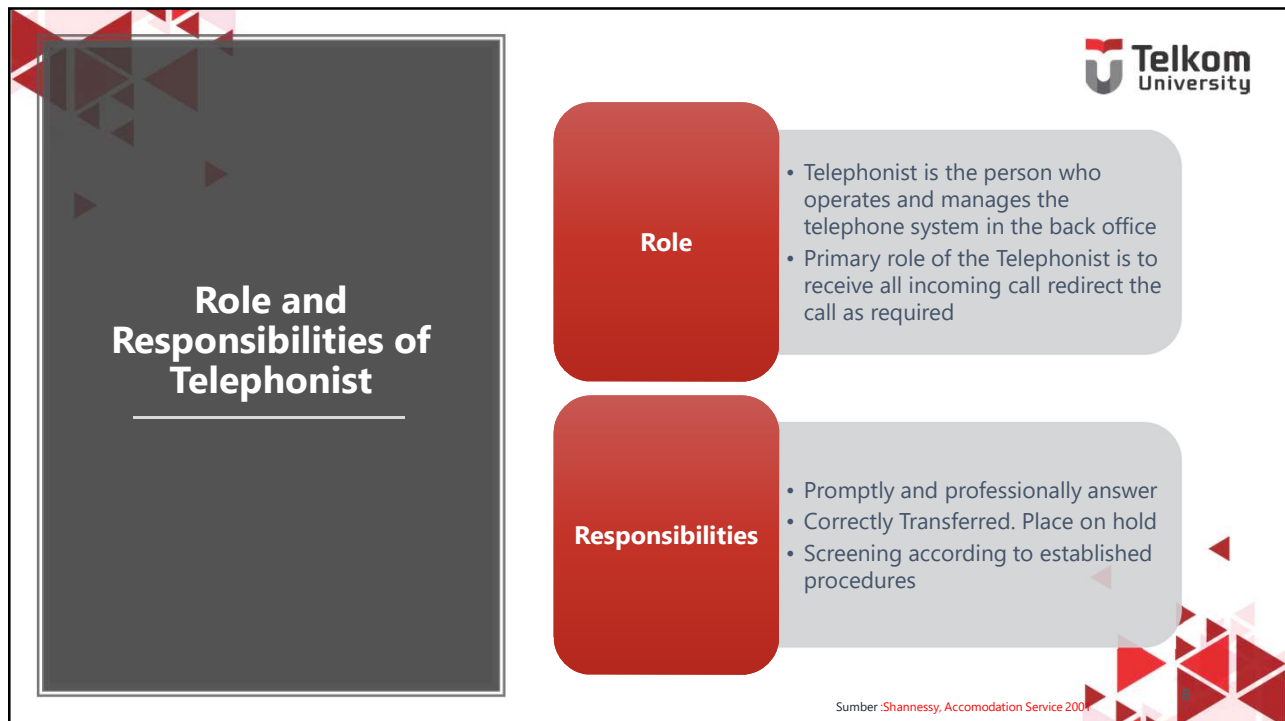 Telkom
University
Role and
Responsibilities of
Telephonist
Role
• Telephonist is the person who
operates and manages the
telephone system in the back office
• Primary role of the Telephonist is to
receive all incoming call redirect the
call as required
Responsibilities
• Promptly and professionally answer
• Correctly Transferred. Place on hold
• Screening according to established
procedures
Sumber :Shannessy, Accomodation Service 2001